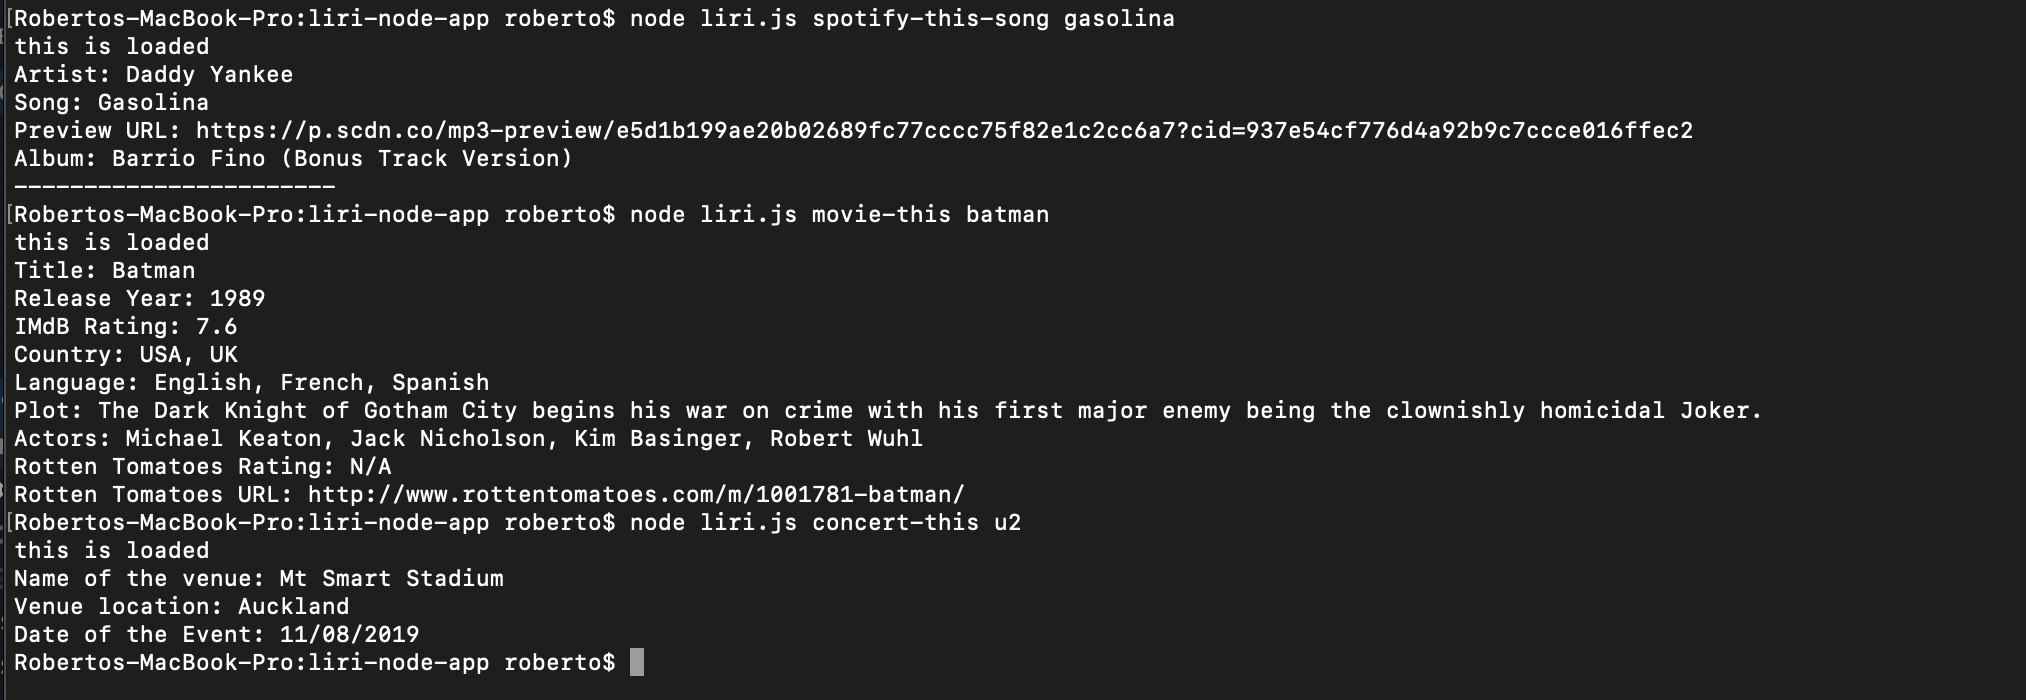 [Robertos-MacBook-Pro:liri-node-app roberto$ node liri.js spotify-this-song gasolina
this is loaded
Artist: Daddy Yankee
Song: Gasolina
Preview URL: https://p.scdn.co/mp3-preview/e5d1b199ae20b02689fc77cccc75f82e1c2cc6a7?cid=937e54cf776d4a92b9c7ccce016ffec2
Album: Barrio Fino (Bonus Track Version)
-----------------------
[Robertos-MacBook-Pro:liri-node-app roberto$ node liri.js movie-this batman
this is loaded
Title: Batman
Release Year: 1989
IMdB Rating: 7.6
Country: USA, UK
Language: English, French, Spanish
Plot: The Dark Knight of Gotham City begins his war on crime with his first major enemy being the clownishly homicidal Joker.
Actors: Michael Keaton, Jack Nicholson, Kim Basinger, Robert Wuhl
Rotten Tomatoes Rating: N/A
Rotten Tomatoes URL: http://www.rottentomatoes.com/m/1001781-batman/
[Robertos-MacBook-Pro:liri-node-app roberto$ node liri.js concert-this u2
this is loaded
Name of the venue: Mt Smart Stadium
Venue location: Auckland
Date of the Event: 11/08/2019
Robertos-MacBook-Pro:liri-node-app roberto$